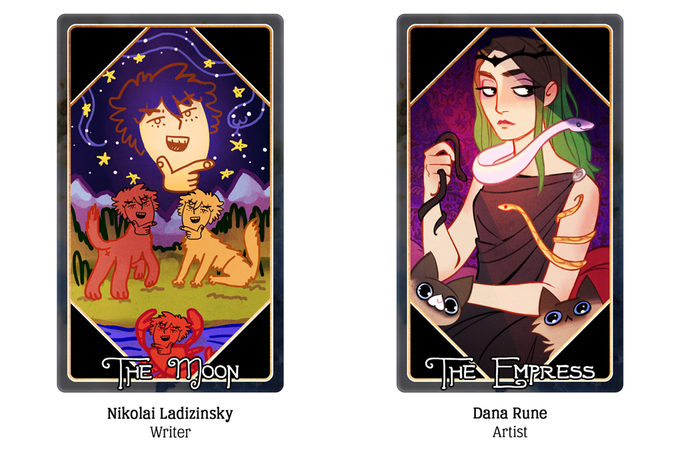 The Moon
Nikolai Ladizinsky
Writer
The Empress
Dana Rune
Artist